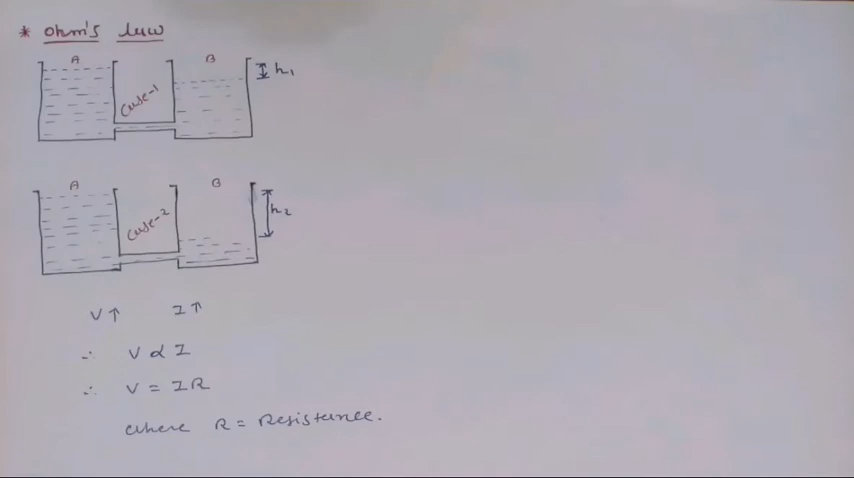 * Ohm's law
A B
h1
Case-1
A B
h2
Case-2
V↑ I↑
∴ V ∝ I
∴ V = IR
where R = Resistance.